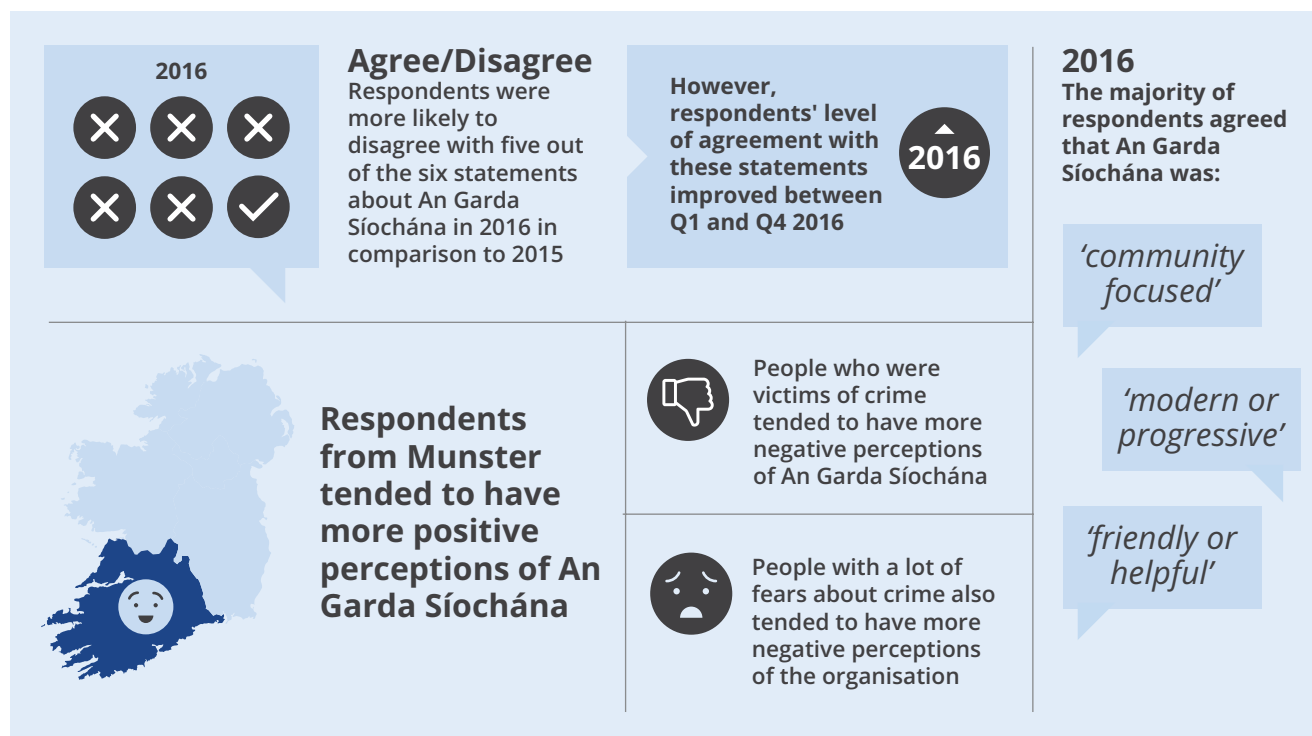 2016
Agree/Disagree
Respondents were
more likely to
disagree with five out
of the six statements
about An Garda
Síochána in 2016 in
comparison to 2015
However,
respondents' level
of agreement with
these statements
improved between
Q1 and Q4 2016
2016
2016
The majority of
respondents agreed
that An Garda
Síochána was:
‘community
focused’
‘modern or
progressive’
‘friendly or
helpful’
Respondents
from Munster
tended to have
more positive
perceptions of An
Garda Síochána
People who were
victims of crime
tended to have more
negative perceptions
of An Garda Síochána
People with a lot of
fears about crime also
tended to have more
negative perceptions
of the organisation